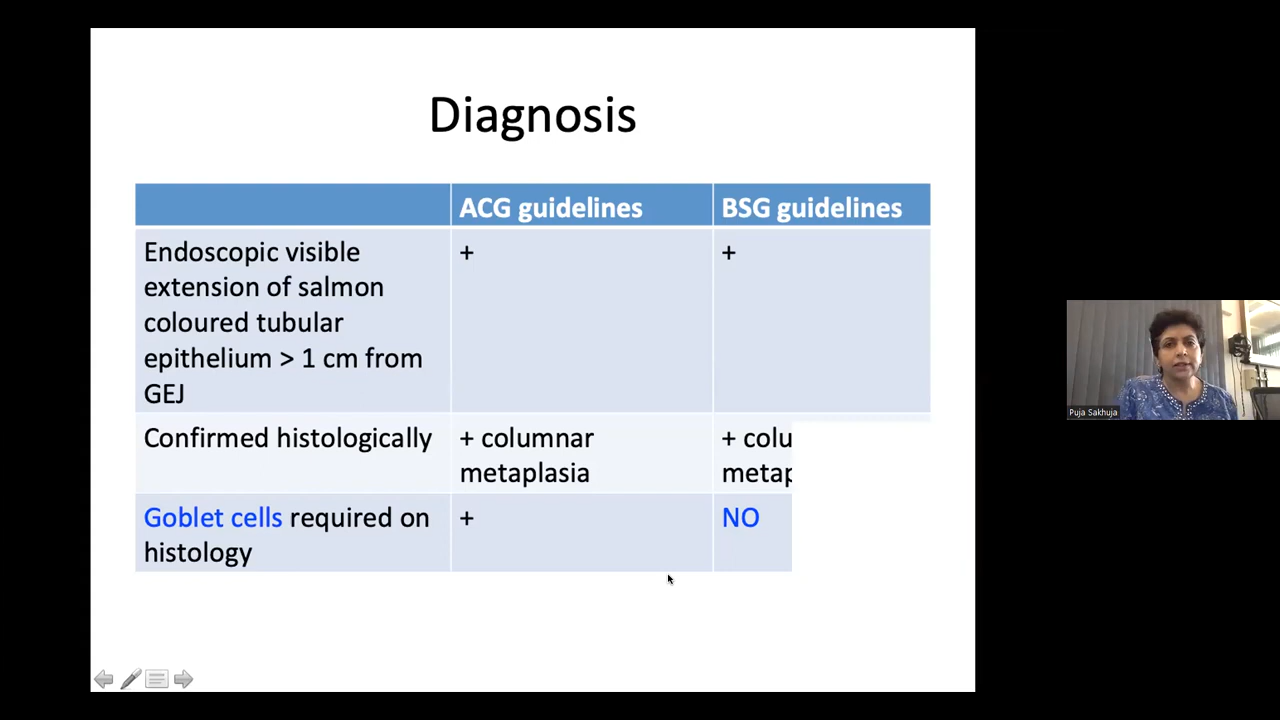 Diagnosis
ACG guidelines
BSG guidelines
Endoscopic visible
extension of salmon
coloured tubular
epithelium > 1 cm from
GEJ
+
+
Confirmed histologically
+ columnar
metaplasia
+ colu
metap
Goblet cells required on
histology
+
NO
Puja Sakhuja